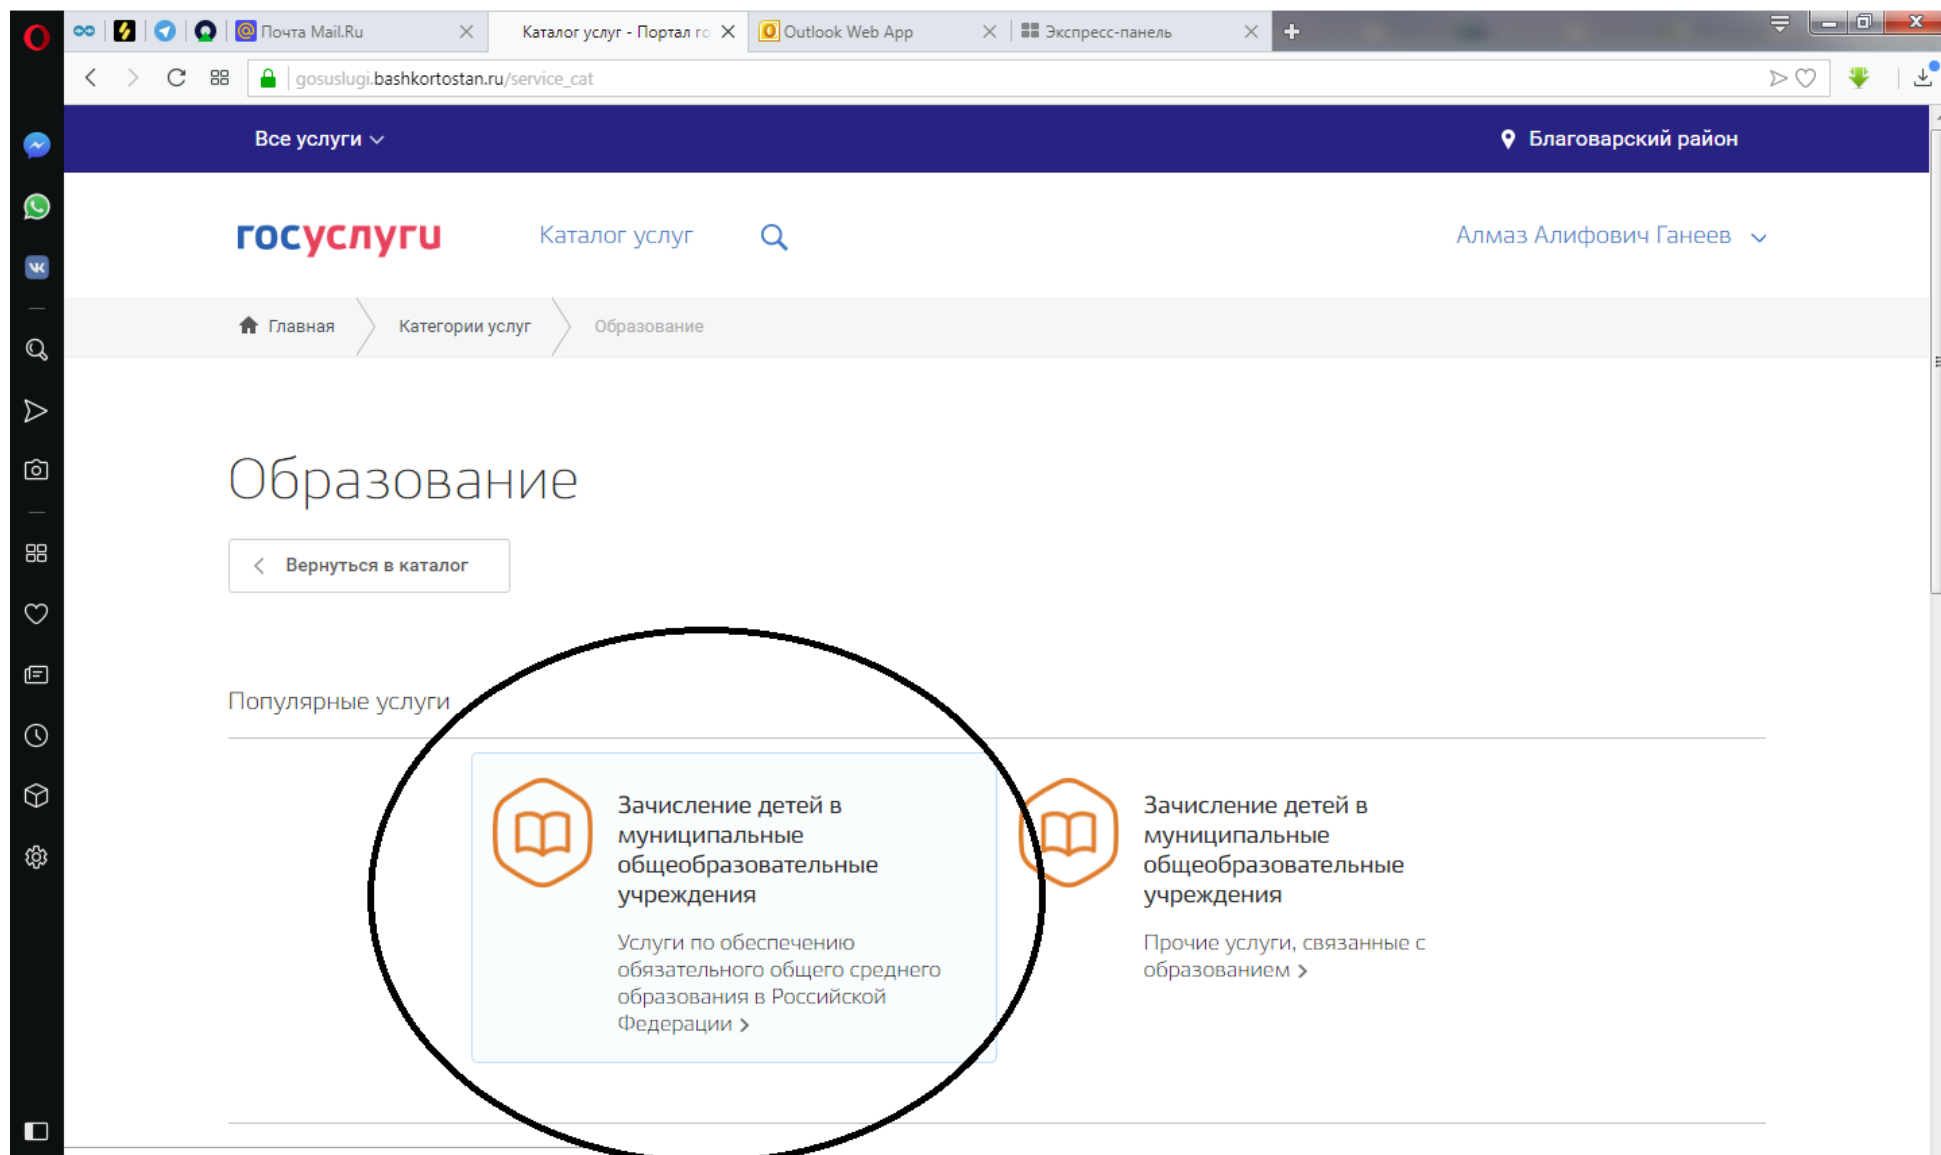 Почта Mail.Ru
Каталог услуг - Портал го
Outlook Web App
Экспресс-панель
gosuslugi.bashkortostan.ru/service_cat
Все услуги
Благоварский район
госуслуги
Каталог услуг
Алмаз Алифович Ганеев
Главная
Категории услуг
Образование
Образование
Вернуться в каталог
Популярные услуги
Зачисление детей в
муниципальные
общеобразовательные
учреждения
Услуги по обеспечению
обязательного общего среднего
образования в Российской
Федерации
Зачисление детей в
муниципальные
общеобразовательные
учреждения
Прочие услуги, связанные с
образованием